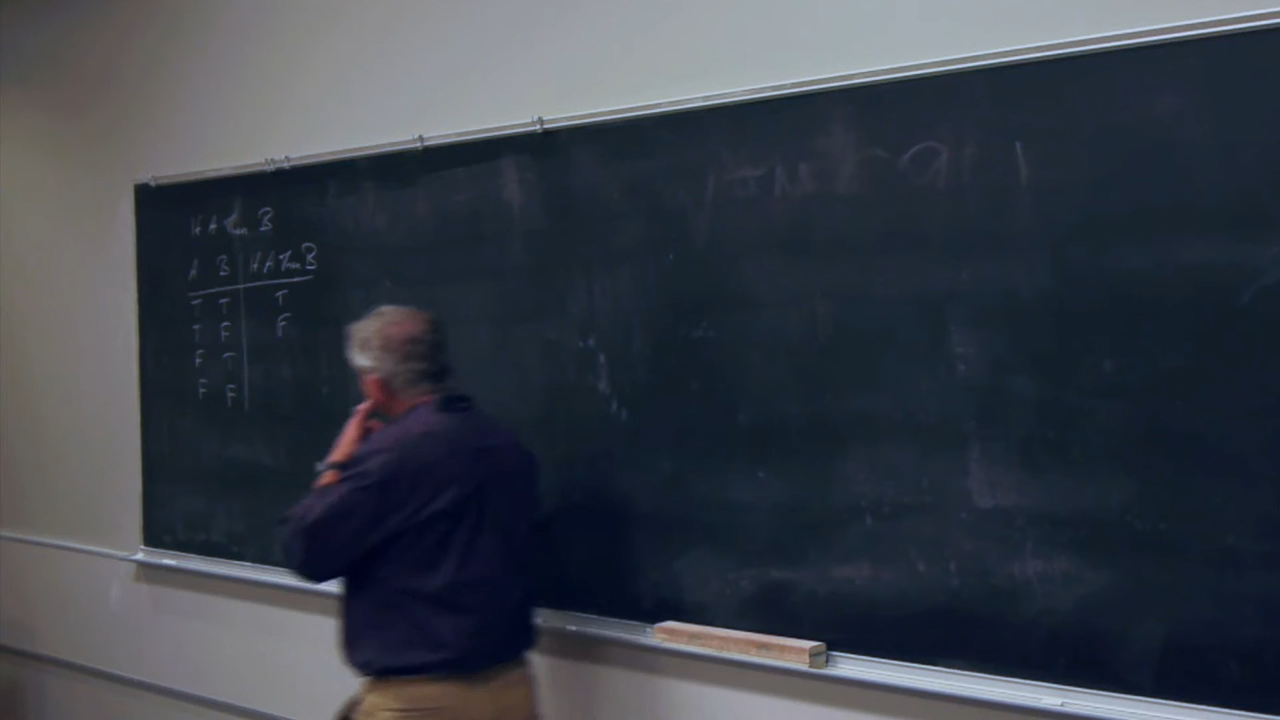 If A Then B
A B If A Then B
T T T
T F F
F T
F F